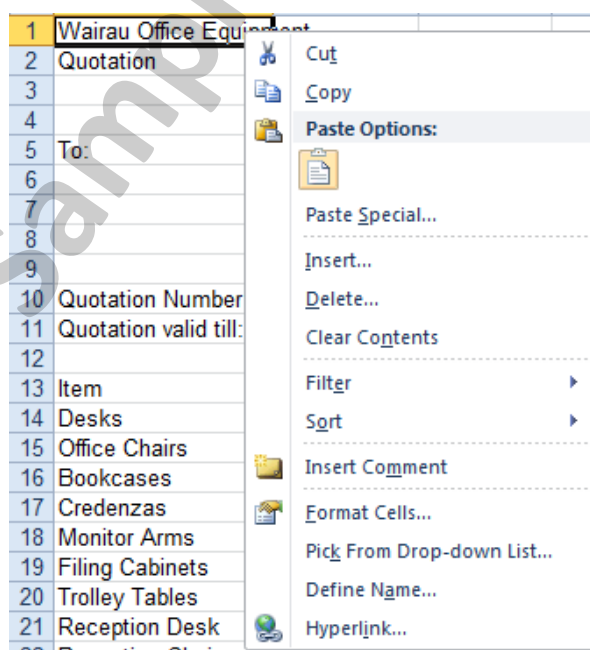 1 Wairau Office Equipment
2 Quotation
3
4
5 To:
6
7
8
9
10 Quotation Number
11 Quotation valid till:
12
13 Item
14 Desks
15 Office Chairs
16 Bookcases
17 Credenzas
18 Monitor Arms
19 Filing Cabinets
20 Trolley Tables
21 Reception Desk
Cut
Copy
Paste Options:
Paste Special...
Insert...
Delete...
Clear Contents
Filter
Sort
Insert Comment
Format Cells...
Pick From Drop-down List...
Define Name...
Hyperlink...
Sample